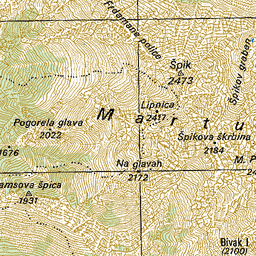 Frdamane police
Špik
2473
Špikov graben
Lipnica
2417
Martu
Pogorela glava
2022
Špikova škrbina
2184
1676
Na glavah
2172
M. P
amsova špica
1931
Bivak I
(2100)